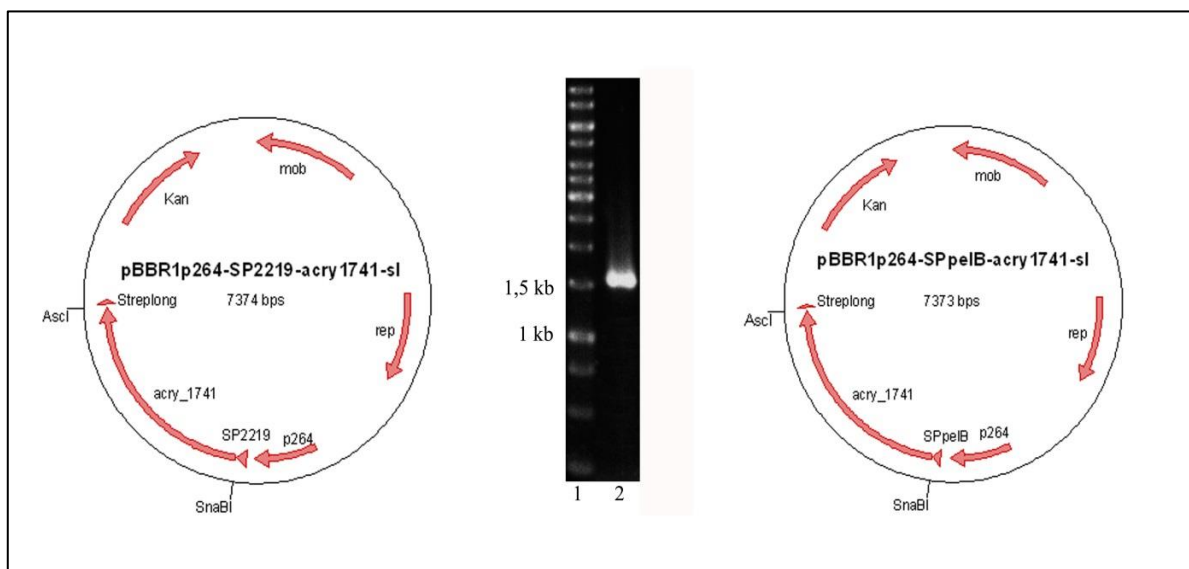 mob
Kan
pBBR1p264-SP2219-acry1741-sl
Streplong 7374 bps
AscI
rep
acry_1741
SP2219 p264
SnaBI
1,5 kb
1 kb
1 2
mob
Kan
pBBR1p264-SPpelB-acry1741-sl
Streplong 7373 bps
AscI
rep
acry_1741
SPpelB p264
SnaBI